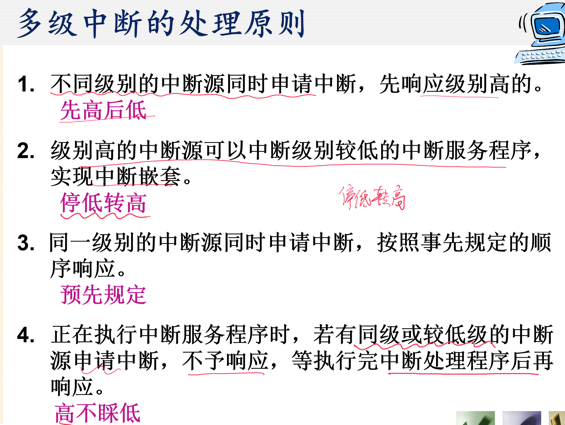 多级中断的处理原则
1. 不同级别的中断源同时申请中断，先响应级别高的。
先高后低
2. 级别高的中断源可以中断级别较低的中断服务程序，
实现中断嵌套。
停低转高
停低转高
3. 同一级别的中断源同时申请中断，按照事先规定的顺
序响应。
预先规定
4. 正在执行中断服务程序时，若有同级或较低级的中断
源申请中断，不予响应，等执行完中断处理程序后再
响应。
高不睬低